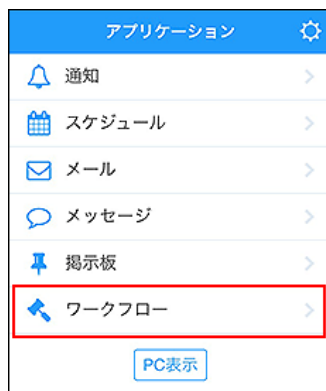 アプリケーション
通知
スケジュール
メール
メッセージ
掲示板
ワークフロー
PC表示